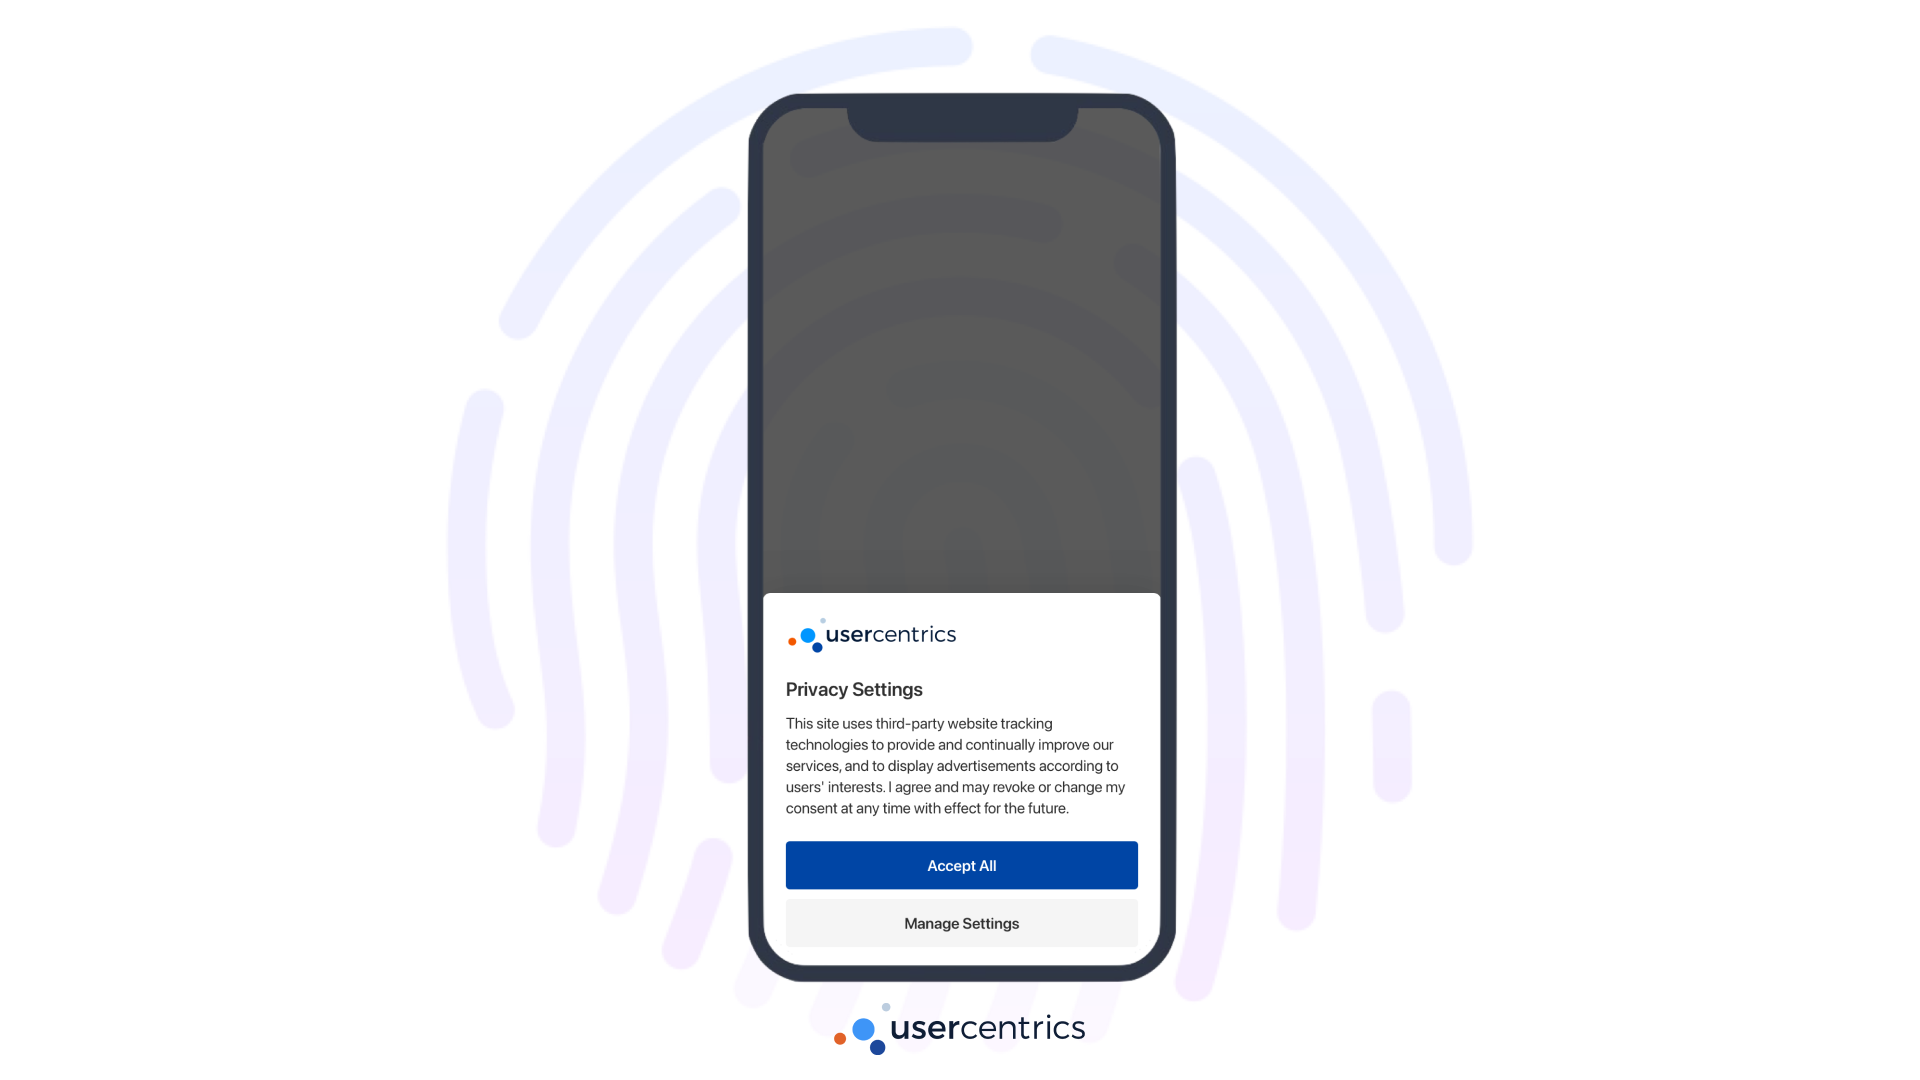 usercentrics
Privacy Settings
This site uses third-party website tracking
technologies to provide and continually improve our
services, and to display advertisements according to
users' interests. I agree and may revoke or change my
consent at any time with effect for the future.
Accept All
Manage Settings
usercentrics